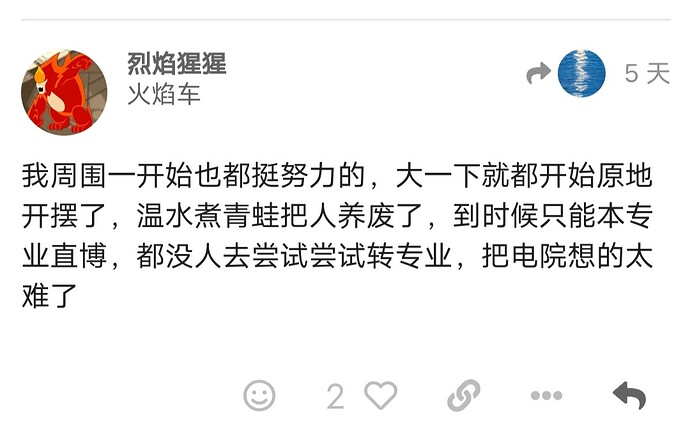 烈焰猩猩
火焰车
5 天
我周围一开始也都挺努力的，大一下就都开始原地
开摆了，温水煮青蛙把人养废了，到时候只能本专
业直博，都没人去尝试尝试转专业，把电院想的太
难了
2